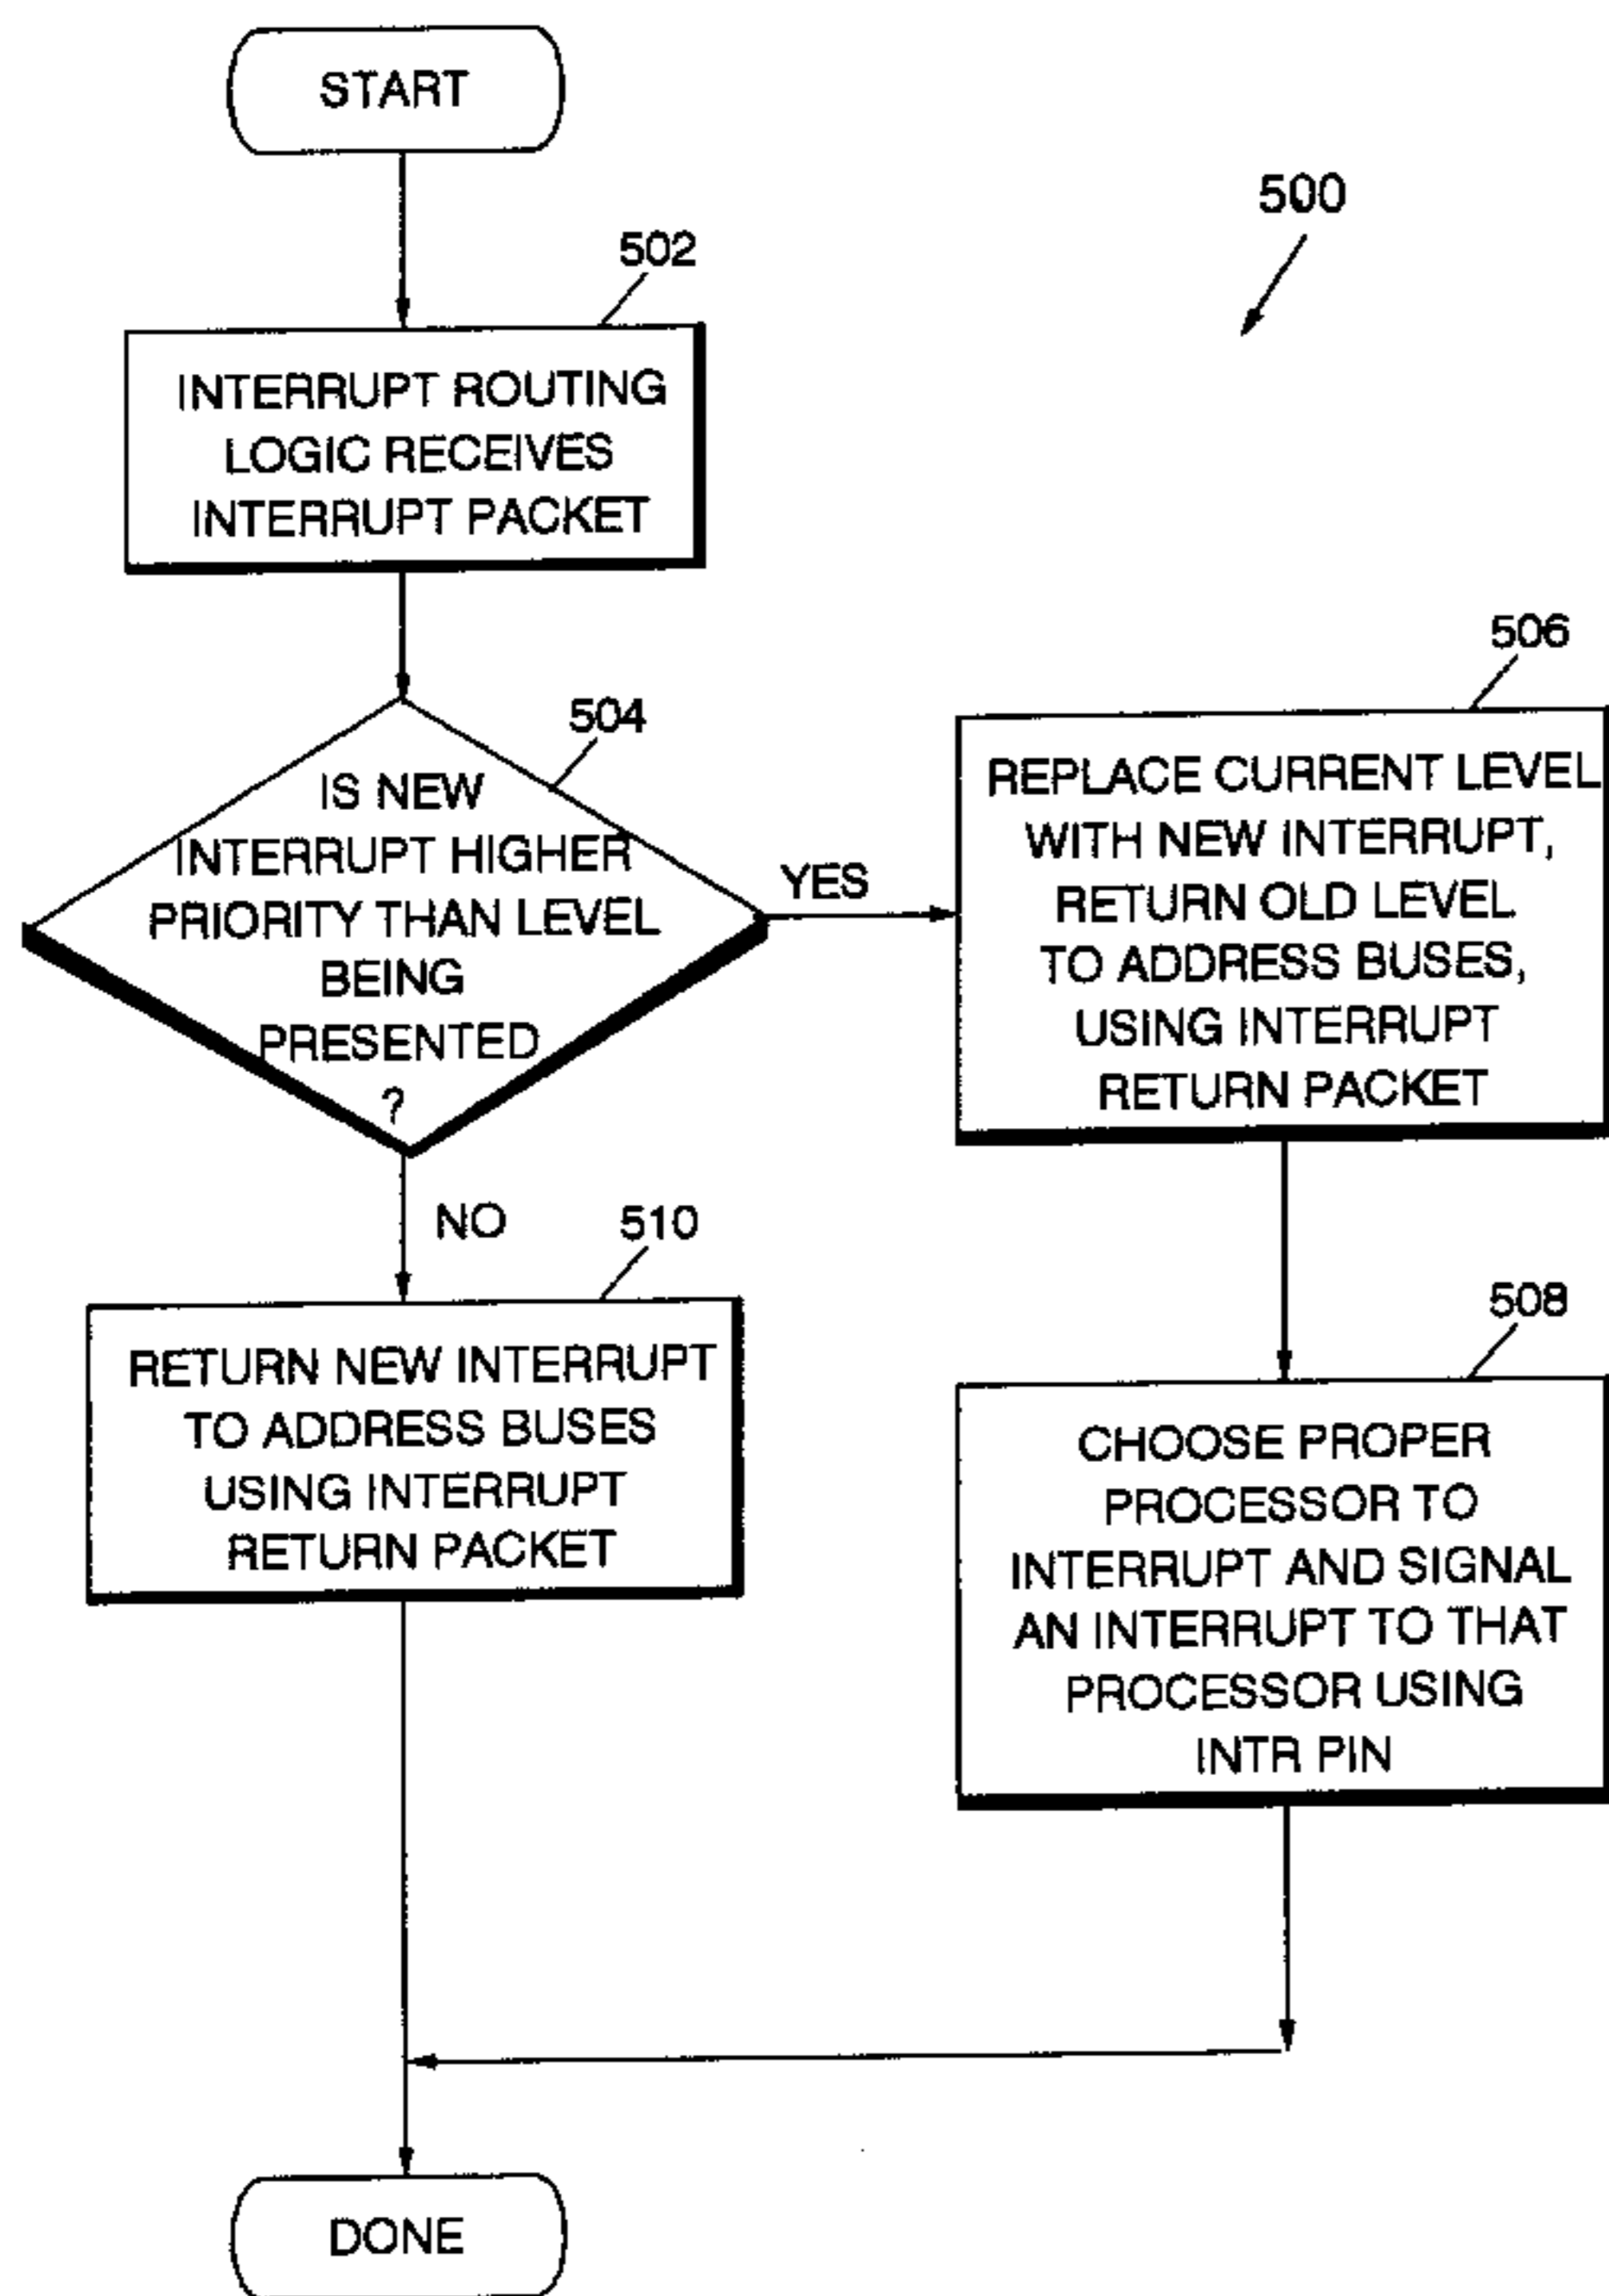 START
500
502
INTERRUPT ROUTING
LOGIC RECEIVES
INTERRUPT PACKET
504
IS NEW
INTERRUPT HIGHER
PRIORITY THAN LEVEL
BEING
PRESENTED
?
YES
506
REPLACE CURRENT LEVEL
WITH NEW INTERRUPT,
RETURN OLD LEVEL
TO ADDRESS BUSES,
USING INTERRUPT
RETURN PACKET
NO
510
RETURN NEW INTERRUPT
TO ADDRESS BUSES
USING INTERRUPT
RETURN PACKET
508
CHOOSE PROPER
PROCESSOR TO
INTERRUPT AND SIGNAL
AN INTERRUPT TO THAT
PROCESSOR USING
INTR PIN
DONE